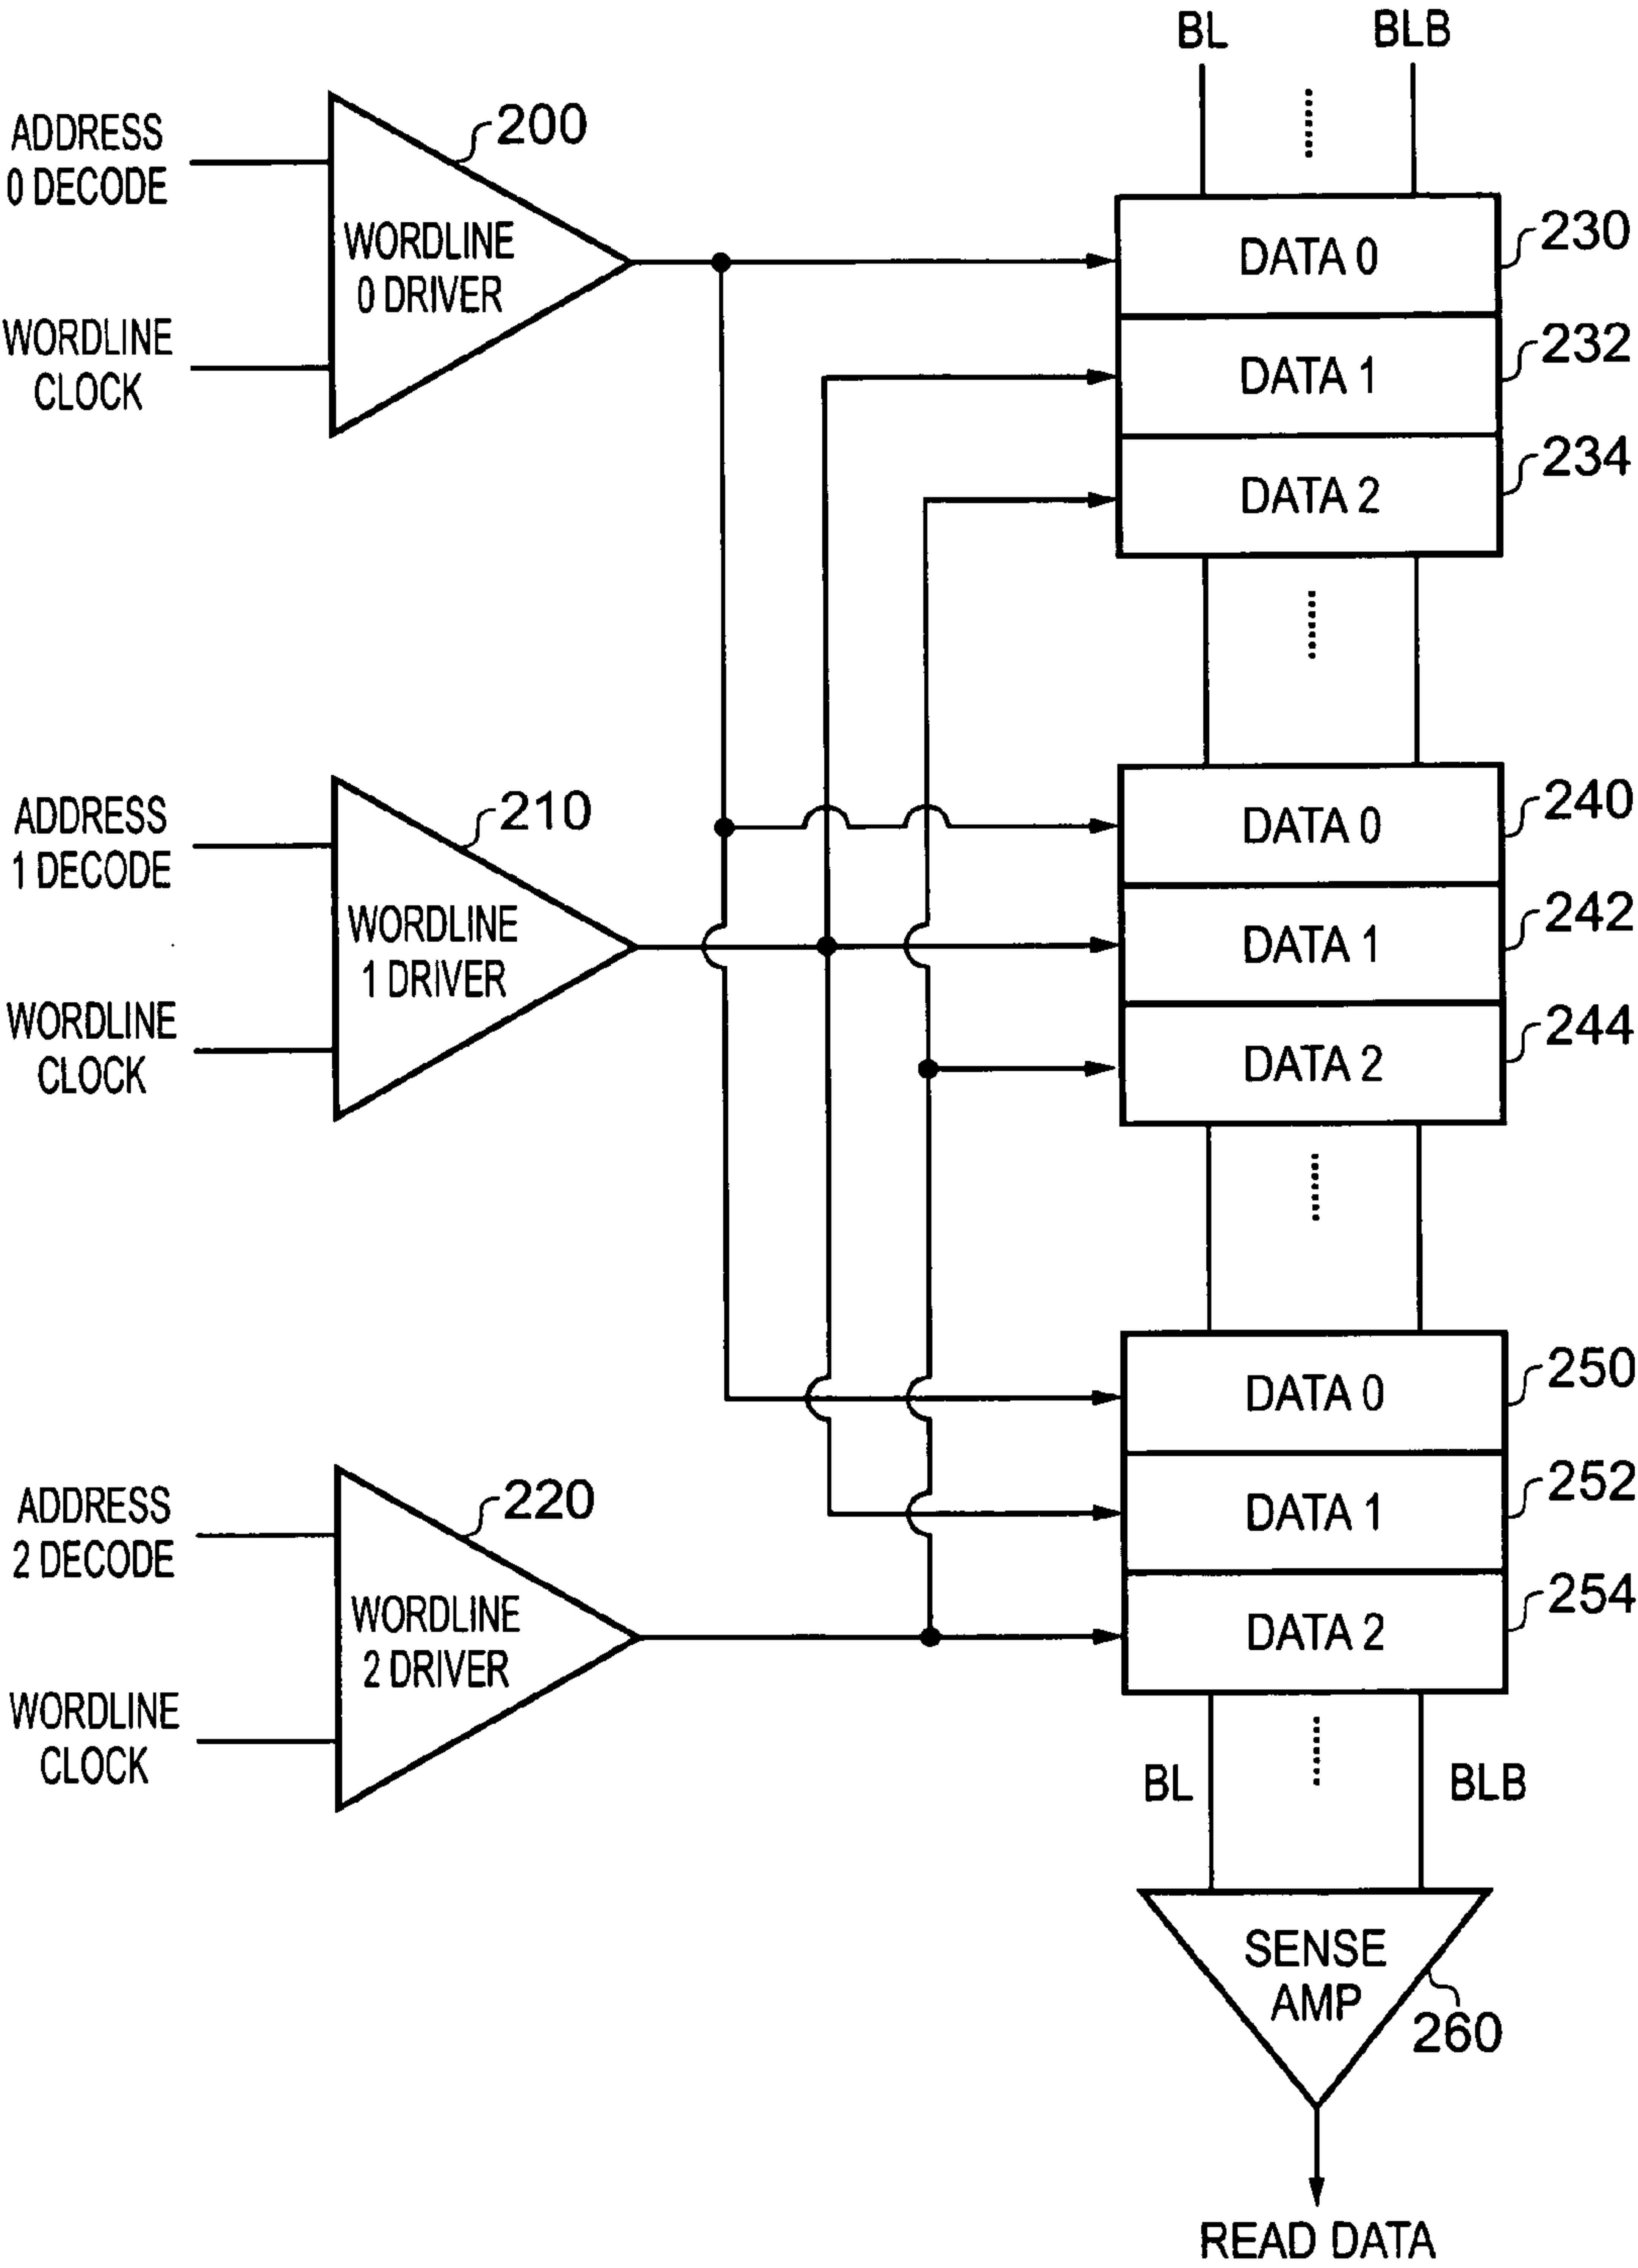 BL
BLB
ADDRESS
0 DECODE
200
WORDLINE
0 DRIVER
WORDLINE
CLOCK
DATA 0
230
DATA 1
232
DATA 2
234
ADDRESS
1 DECODE
210
WORDLINE
1 DRIVER
WORDLINE
CLOCK
DATA 0
240
DATA 1
242
DATA 2
244
ADDRESS
2 DECODE
220
WORDLINE
2 DRIVER
WORDLINE
CLOCK
DATA 0
250
DATA 1
252
DATA 2
254
BL
BLB
SENSE
AMP
260
READ DATA